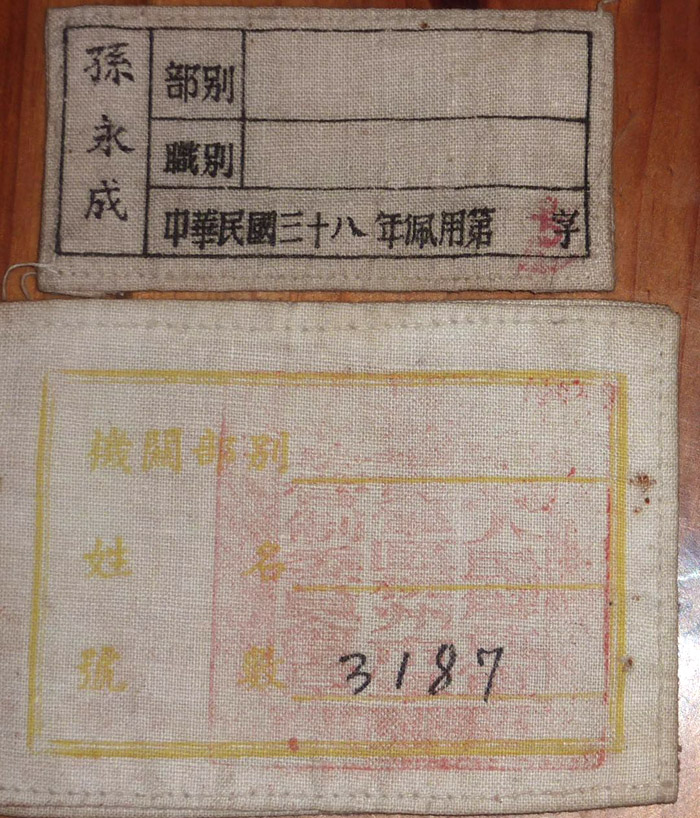 孫永成
部別
職別
中華民國三十八年佩用第 字
機關部別
姓 名
號 數 3187